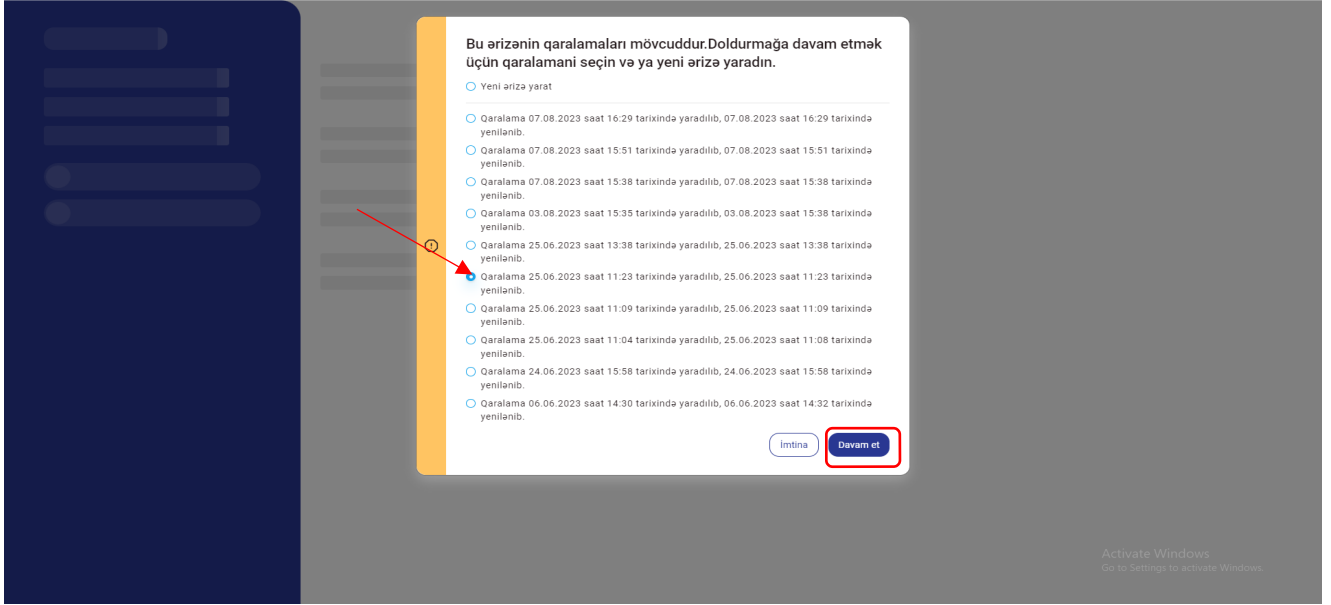 Bu ərizənin qaralamaları mövcuddur.Doldurmağa davam etmək
üçün qaralamani seçin və ya yeni ərizə yaradın.
Yeni ərizə yarat
Qaralama 07.08.2023 saat 16:29 tarixində yaradılıb, 07.08.2023 saat 16:29 tarixində
yenilənib.
Qaralama 07.08.2023 saat 15:51 tarixində yaradılıb, 07.08.2023 saat 15:51 tarixində
yenilənib.
Qaralama 07.08.2023 saat 15:38 tarixində yaradılıb, 07.08.2023 saat 15:38 tarixində
yenilənib.
Qaralama 03.08.2023 saat 15:35 tarixində yaradılıb, 03.08.2023 saat 15:38 tarixində
yenilənib.
Qaralama 25.06.2023 saat 13:38 tarixində yaradılıb, 25.06.2023 saat 13:38 tarixində
yenilənib.
Qaralama 25.06.2023 saat 11:23 tarixində yaradılıb, 25.06.2023 saat 11:23 tarixində
yenilənib.
Qaralama 25.06.2023 saat 11:09 tarixində yaradılıb, 25.06.2023 saat 11:09 tarixində
yenilənib.
Qaralama 25.06.2023 saat 11:04 tarixində yaradılıb, 25.06.2023 saat 11:08 tarixində
yenilənib.
Qaralama 24.06.2023 saat 15:58 tarixində yaradılıb, 24.06.2023 saat 15:58 tarixində
yenilənib.
Qaralama 06.06.2023 saat 14:30 tarixində yaradılıb, 06.06.2023 saat 14:32 tarixində
yenilənib.
İmtina
Davam et
Activate Windows
Go to Settings to activate Windows.